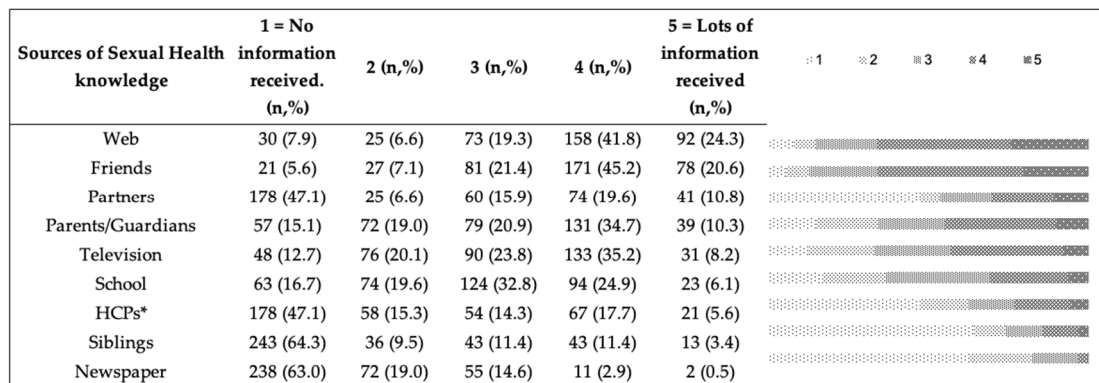 Sources of Sexual Health knowledge | 1 = No information received. (n,%) | 2 (n,%) | 3 (n,%) | 4 (n,%) | 5 = Lots of information received (n,%) | 1 2 3 4 5
Web | 30 (7.9) | 25 (6.6) | 73 (19.3) | 158 (41.8) | 92 (24.3)
Friends | 21 (5.6) | 27 (7.1) | 81 (21.4) | 171 (45.2) | 78 (20.6)
Partners | 178 (47.1) | 25 (6.6) | 60 (15.9) | 74 (19.6) | 41 (10.8)
Parents/Guardians | 57 (15.1) | 72 (19.0) | 79 (20.9) | 131 (34.7) | 39 (10.3)
Television | 48 (12.7) | 76 (20.1) | 90 (23.8) | 133 (35.2) | 31 (8.2)
School | 63 (16.7) | 74 (19.6) | 124 (32.8) | 94 (24.9) | 23 (6.1)
HCPs* | 178 (47.1) | 58 (15.3) | 54 (14.3) | 67 (17.7) | 21 (5.6)
Siblings | 243 (64.3) | 36 (9.5) | 43 (11.4) | 43 (11.4) | 13 (3.4)
Newspaper | 238 (63.0) | 72 (19.0) | 55 (14.6) | 11 (2.9) | 2 (0.5)